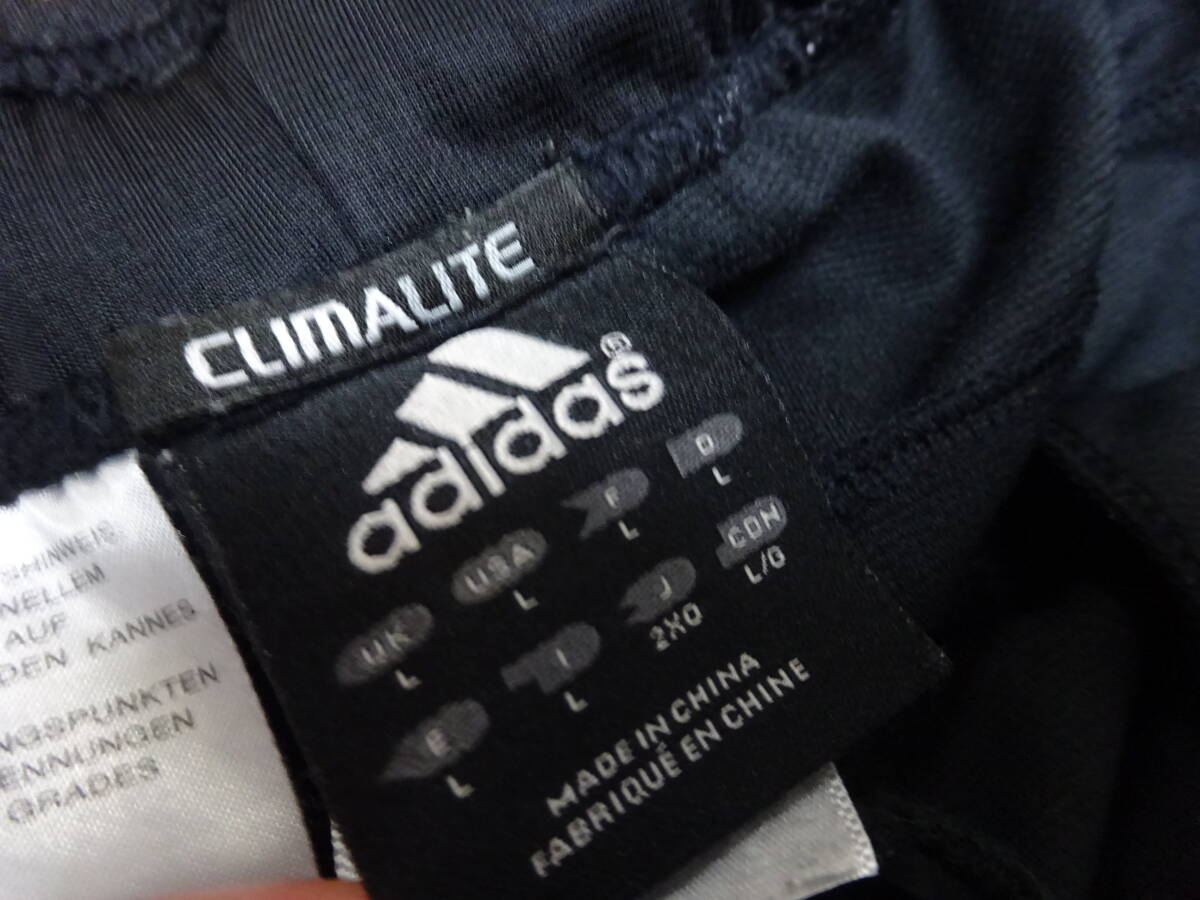 CLIMALITE
adidas®
UK USA F D
L L L L
E I J CDN
L L 2XO L/G
MADE IN CHINA
FABRIQUÉ EN CHINE
SHINWEIS
NELLEM
AUF
DEN KANNES
NGSPUNKTEN
ENNUNGEN
GRADES